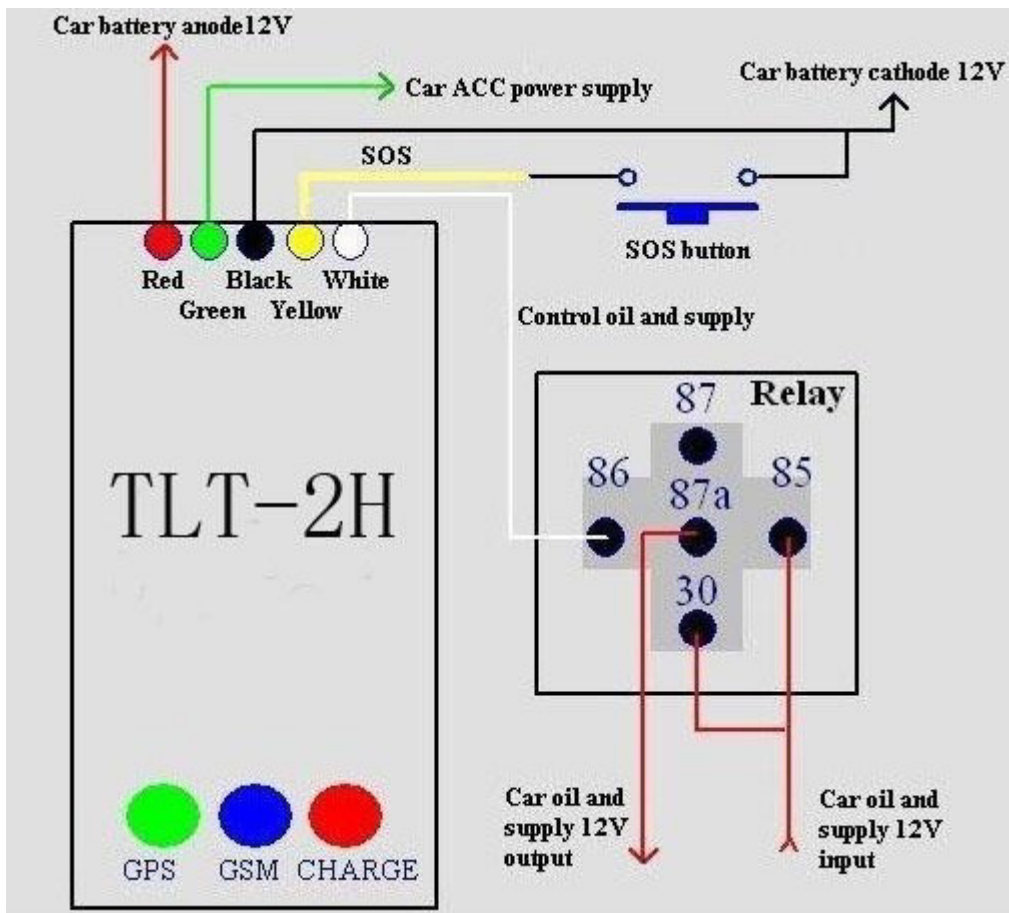 Car battery anode12V
Car ACC power supply
Car battery cathode 12V
SOS
SOS button
Red
Black
White
Green
Yellow
Control oil and supply
Relay
87
86
87a
85
30
TLT-2H
Car oil and
supply 12V
output
Car oil and
supply 12V
input
GPS
GSM
CHARGE